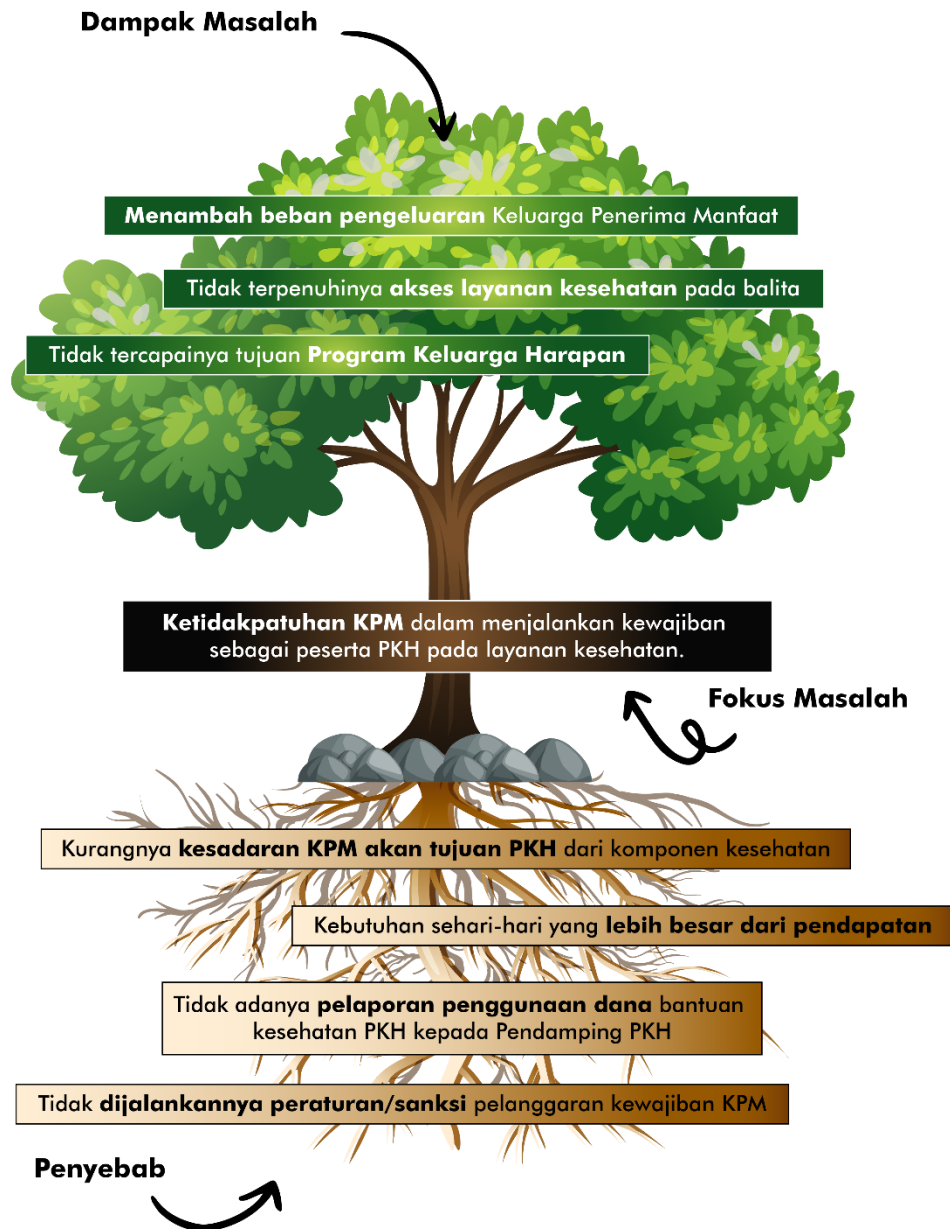 Dampak Masalah
Menambah beban pengeluaran Keluarga Penerima Manfaat
Tidak terpenuhinya akses layanan kesehatan pada balita
Tidak tercapainya tujuan Program Keluarga Harapan
Ketidakpatuhan KPM dalam menjalankan kewajiban
sebagai peserta PKH pada layanan kesehatan.
Fokus Masalah
Kurangnya kesadaran KPM akan tujuan PKH dari komponen kesehatan
Kebutuhan sehari-hari yang lebih besar dari pendapatan
Tidak adanya pelaporan penggunaan dana bantuan
kesehatan PKH kepada Pendamping PKH
Tidak dijalankannya peraturan/sanksi pelanggaran kewajiban KPM
Penyebab